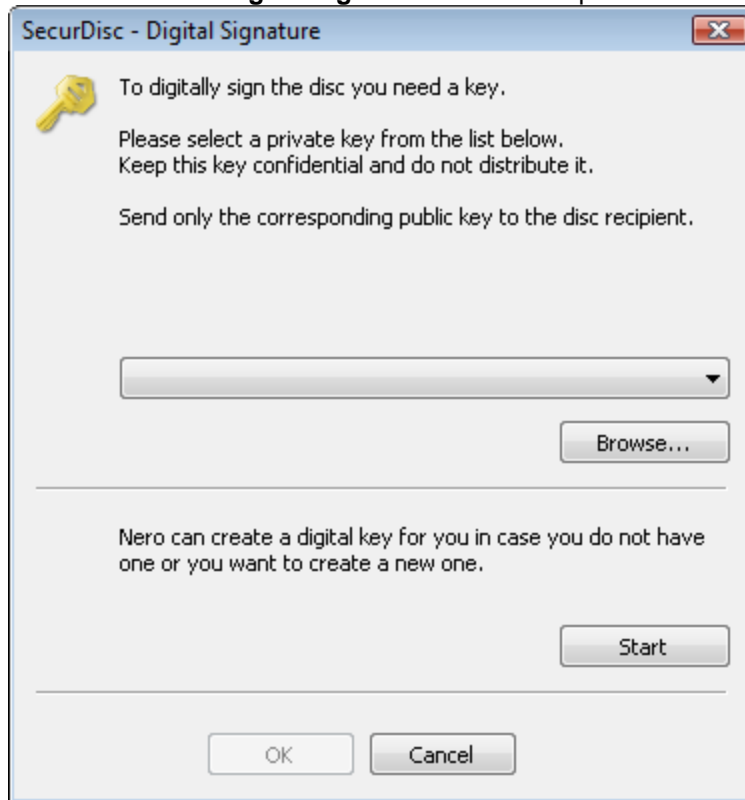 SecurDisc - Digital Signature
To digitally sign the disc you need a key.
Please select a private key from the list below.
Keep this key confidential and do not distribute it.
Send only the corresponding public key to the disc recipient.
Browse...
Nero can create a digital key for you in case you do not have
one or you want to create a new one.
Start
OK
Cancel